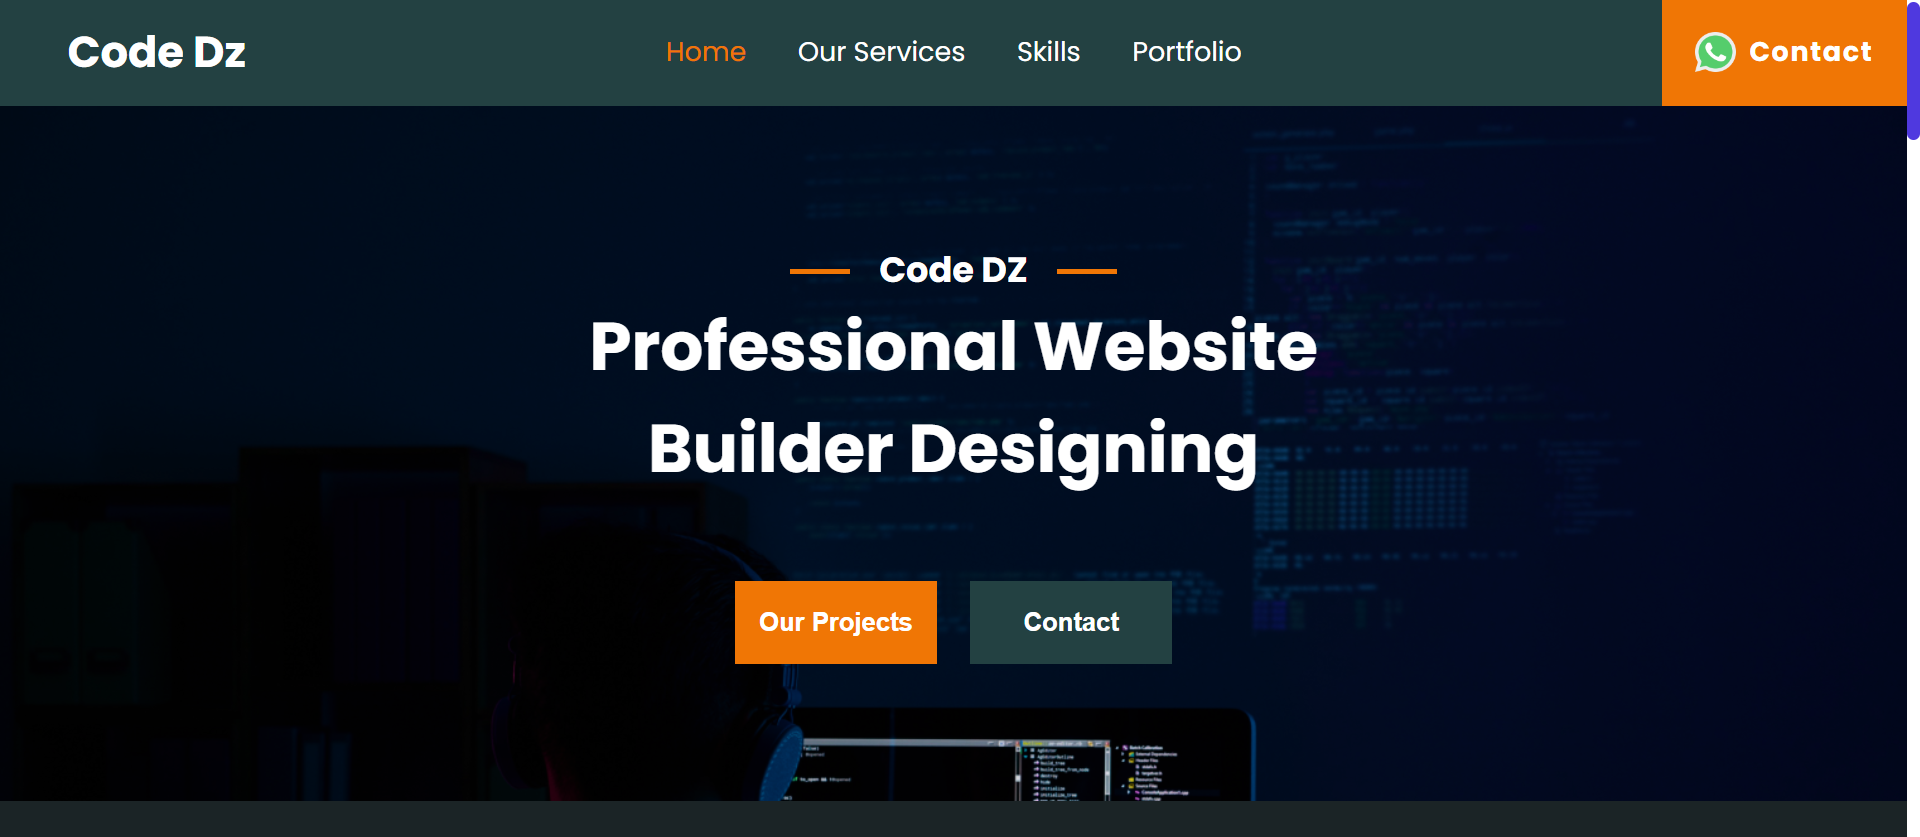 Code Dz
Home
Our Services
Skills
Portfolio
Contact
Code DZ
Professional Website
Builder Designing
Our Projects
Contact